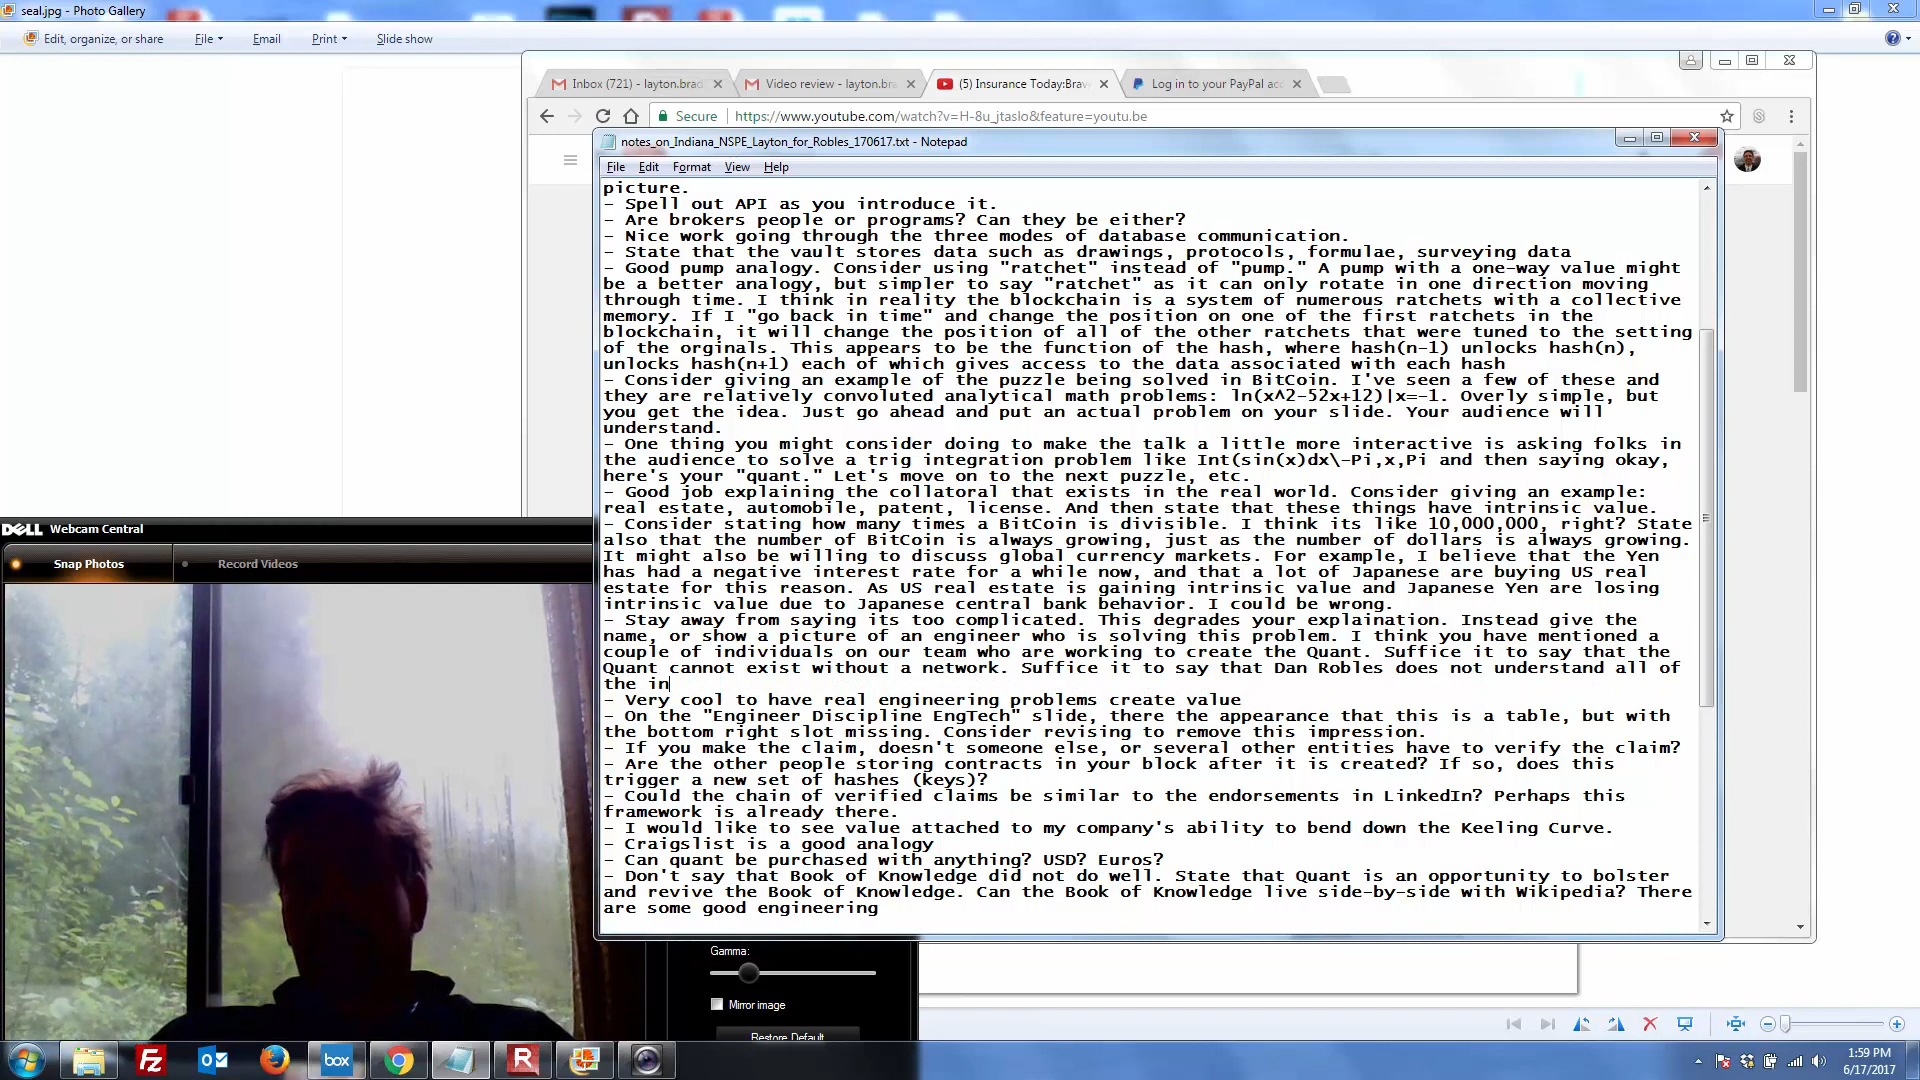 seal.jpg - Photo Gallery
Edit, organize, or share
File
Email
Print
Slide show
Inbox (721) - layton.brad
Video review - layton.bra
(5) Insurance Today:Brave
Log in to your PayPal acc
Secure
https://www.youtube.com/watch?v=H-8u_jtaslo&feature=youtu.be
notes_on_Indiana_NSPE_Layton_for_Robles_170617.txt - Notepad
File Edit Format View Help
picture.
- Spell out API as you introduce it.
- Are brokers people or programs? Can they be either?
- Nice work going through the three modes of database communication.
- State that the vault stores data such as drawings, protocols, formulae, surveying data
- Good pump analogy. Consider using "ratchet" instead of "pump." A pump with a one-way value might
be a better analogy, but simpler to say "ratchet" as it can only rotate in one direction moving
through time. I think in reality the blockchain is a system of numerous ratchets with a collective
memory. If I "go back in time" and change the position on one of the first ratchets in the
blockchain, it will change the position of all of the other ratchets that were tuned to the setting
of the orginals. This appears to be the function of the hash, where hash(n-1) unlocks hash(n),
unlocks hash(n+1) each of which gives access to the data associated with each hash
- Consider giving an example of the puzzle being solved in BitCoin. I've seen a few of these and
they are relatively convoluted analytical math problems: ln(x^2-52x+12)|x=-1. Overly simple, but
you get the idea. Just go ahead and put an actual problem on your slide. Your audience will
understand.
- One thing you might consider doing to make the talk a little more interactive is asking folks in
the audience to solve a trig integration problem like Int(sin(x)dx\-Pi,x,Pi and then saying okay,
here's your "quant." Let's move on to the next puzzle, etc.
- Good job explaining the collatoral that exists in the real world. Consider giving an example:
real estate, automobile, patent, license. And then state that these things have intrinsic value.
- Consider stating how many times a BitCoin is divisible. I think its like 10,000,000, right? State
also that the number of BitCoin is always growing, just as the number of dollars is always growing.
It might also be willing to discuss global currency markets. For example, I believe that the Yen
has had a negative interest rate for a while now, and that a lot of Japanese are buying US real
estate for this reason. As US real estate is gaining intrinsic value and Japanese Yen are losing
intrinsic value due to Japanese central bank behavior. I could be wrong.
- Stay away from saying its too complicated. This degrades your explaination. Instead give the
name, or show a picture of an engineer who is solving this problem. I think you have mentioned a
couple of individuals on our team who are working to create the Quant. Suffice it to say that the
Quant cannot exist without a network. Suffice it to say that Dan Robles does not understand all of
the in
- Very cool to have real engineering problems create value
- On the "Engineer Discipline EngTech" slide, there the appearance that this is a table, but with
the bottom right slot missing. Consider revising to remove this impression.
- If you make the claim, doesn't someone else, or several other entities have to verify the claim?
- Are the other people storing contracts in your block after it is created? If so, does this
trigger a new set of hashes (keys)?
- Could the chain of verified claims be similar to the endorsements in LinkedIn? Perhaps this
framework is already there.
- I would like to see value attached to my company's ability to bend down the Keeling Curve.
- Craigslist is a good analogy
- Can quant be purchased with anything? USD? Euros?
- Don't say that Book of Knowledge did not do well. State that Quant is an opportunity to bolster
and revive the Book of Knowledge. Can the Book of Knowledge live side-by-side with Wikipedia? There
are some good engineering
DELL Webcam Central
Snap Photos
Record Videos
Gamma:
Mirror image
Restore Default
box
1:59 PM
6/17/2017